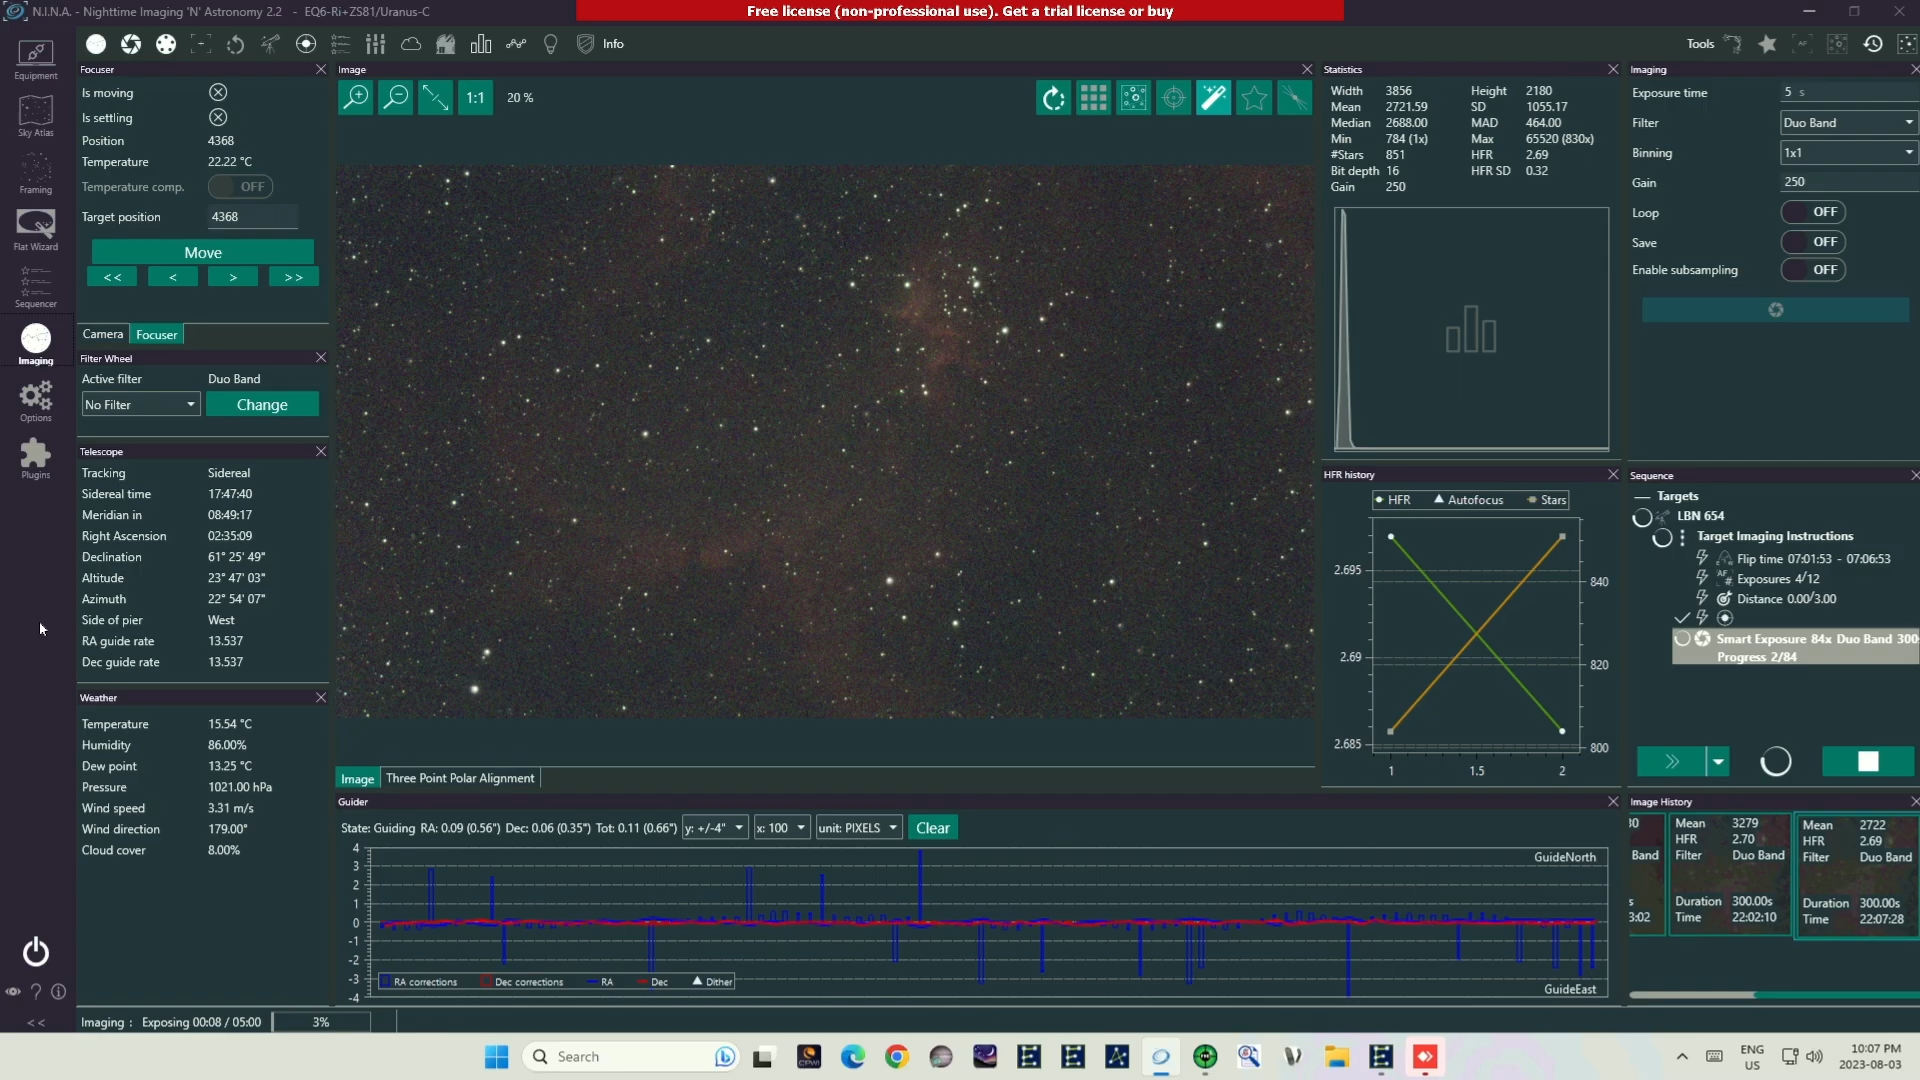 N.I.N.A. - Nighttime Imaging 'N' Astronomy 2.2 - EQ6-Ri+ZS81/Uranus-C
Free license (non-professional use). Get a trial license or buy
Info
Tools
Equipment
Sky Atlas
Framing
Flat Wizard
Sequencer
Imaging
Options
Plugins
Focuser
Is moving
Is settling
Position 4368
Temperature 22.22 °C
Temperature comp. OFF
Target position 4368
Move
<< < > >>
Camera Focuser
Filter Wheel
Active filter Duo Band
No Filter Change
Telescope
Tracking Sidereal
Sidereal time 17:47:40
Meridian in 08:49:17
Right Ascension 02:35:09
Declination 61° 25' 49"
Altitude 23° 47' 03"
Azimuth 22° 54' 07"
Side of pier West
RA guide rate 13.537
Dec guide rate 13.537
Weather
Temperature 15.54 °C
Humidity 86.00%
Dew point 13.25 °C
Pressure 1021.00 hPa
Wind speed 3.31 m/s
Wind direction 179.00°
Cloud cover 8.00%
Image
1:1 20 %
Image Three Point Polar Alignment
Guider
State: Guiding RA: 0.09 (0.56") Dec: 0.06 (0.35") Tot: 0.11 (0.66") y: +/-4" x: 100 unit: PIXELS Clear
4
3
2
1
0
-1
-2
-3
-4
GuideNorth
GuideEast
RA corrections Dec corrections RA Dec Dither
Statistics
Width 3856 Height 2180
Mean 2721.59 SD 1055.17
Median 2688.00 MAD 464.00
Min 784 (1x) Max 65520 (830x)
#Stars 851 HFR 2.69
Bit depth 16 HFR SD 0.32
Gain 250
HFR history
HFR Autofocus Stars
2.695 840
2.69 820
2.685 800
1 1.5 2
Imaging
Exposure time 5 s
Filter Duo Band
Binning 1x1
Gain 250
Loop OFF
Save OFF
Enable subsampling OFF
Sequence
Targets
LBN 654
Target Imaging Instructions
Flip time 07:01:53 - 07:06:53
AF # Exposures 4/12
Distance 0.00/3.00
Smart Exposure 84x Duo Band 300
Progress 2/84
Image History
30
Band
s
3:02
Mean 3279
HFR 2.70
Filter Duo Band
Duration 300.00s
Time 22:02:10
Mean 2722
HFR 2.69
Filter Duo Band
Duration 300.00s
Time 22:07:28
<<
Imaging : Exposing 00:08 / 05:00 3%
Search
ENG
US
10:07 PM
2023-08-03